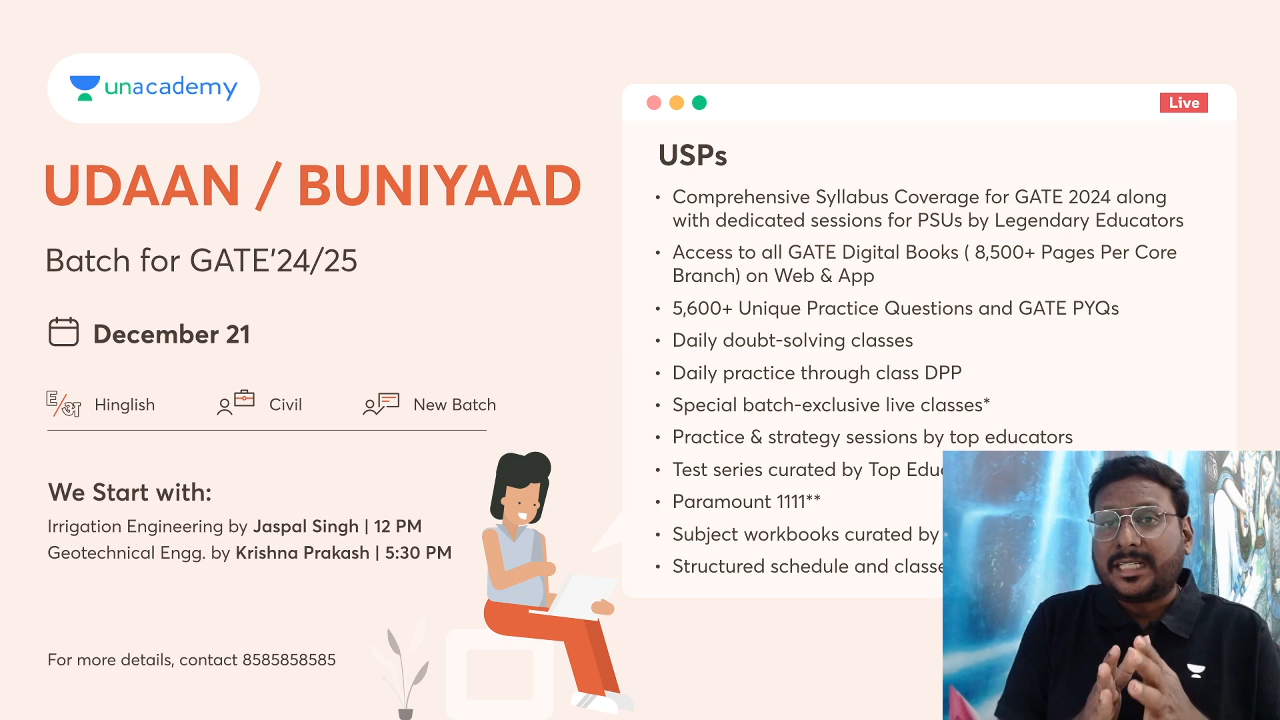 unacademy
UDAAN / BUNIYAAD
Batch for GATE'24/25
December 21
E/अ Hinglish
Civil
New Batch
We Start with:
Irrigation Engineering by Jaspal Singh | 12 PM
Geotechnical Engg. by Krishna Prakash | 5:30 PM
For more details, contact 8585858585
Live
USPs
• Comprehensive Syllabus Coverage for GATE 2024 along
with dedicated sessions for PSUs by Legendary Educators
• Access to all GATE Digital Books ( 8,500+ Pages Per Core
Branch) on Web & App
• 5,600+ Unique Practice Questions and GATE PYQs
• Daily doubt-solving classes
• Daily practice through class DPP
• Special batch-exclusive live classes*
• Practice & strategy sessions by top educators
• Test series curated by Top
• Paramount 1111**
• Subject workbooks curated by
• Structured schedule and